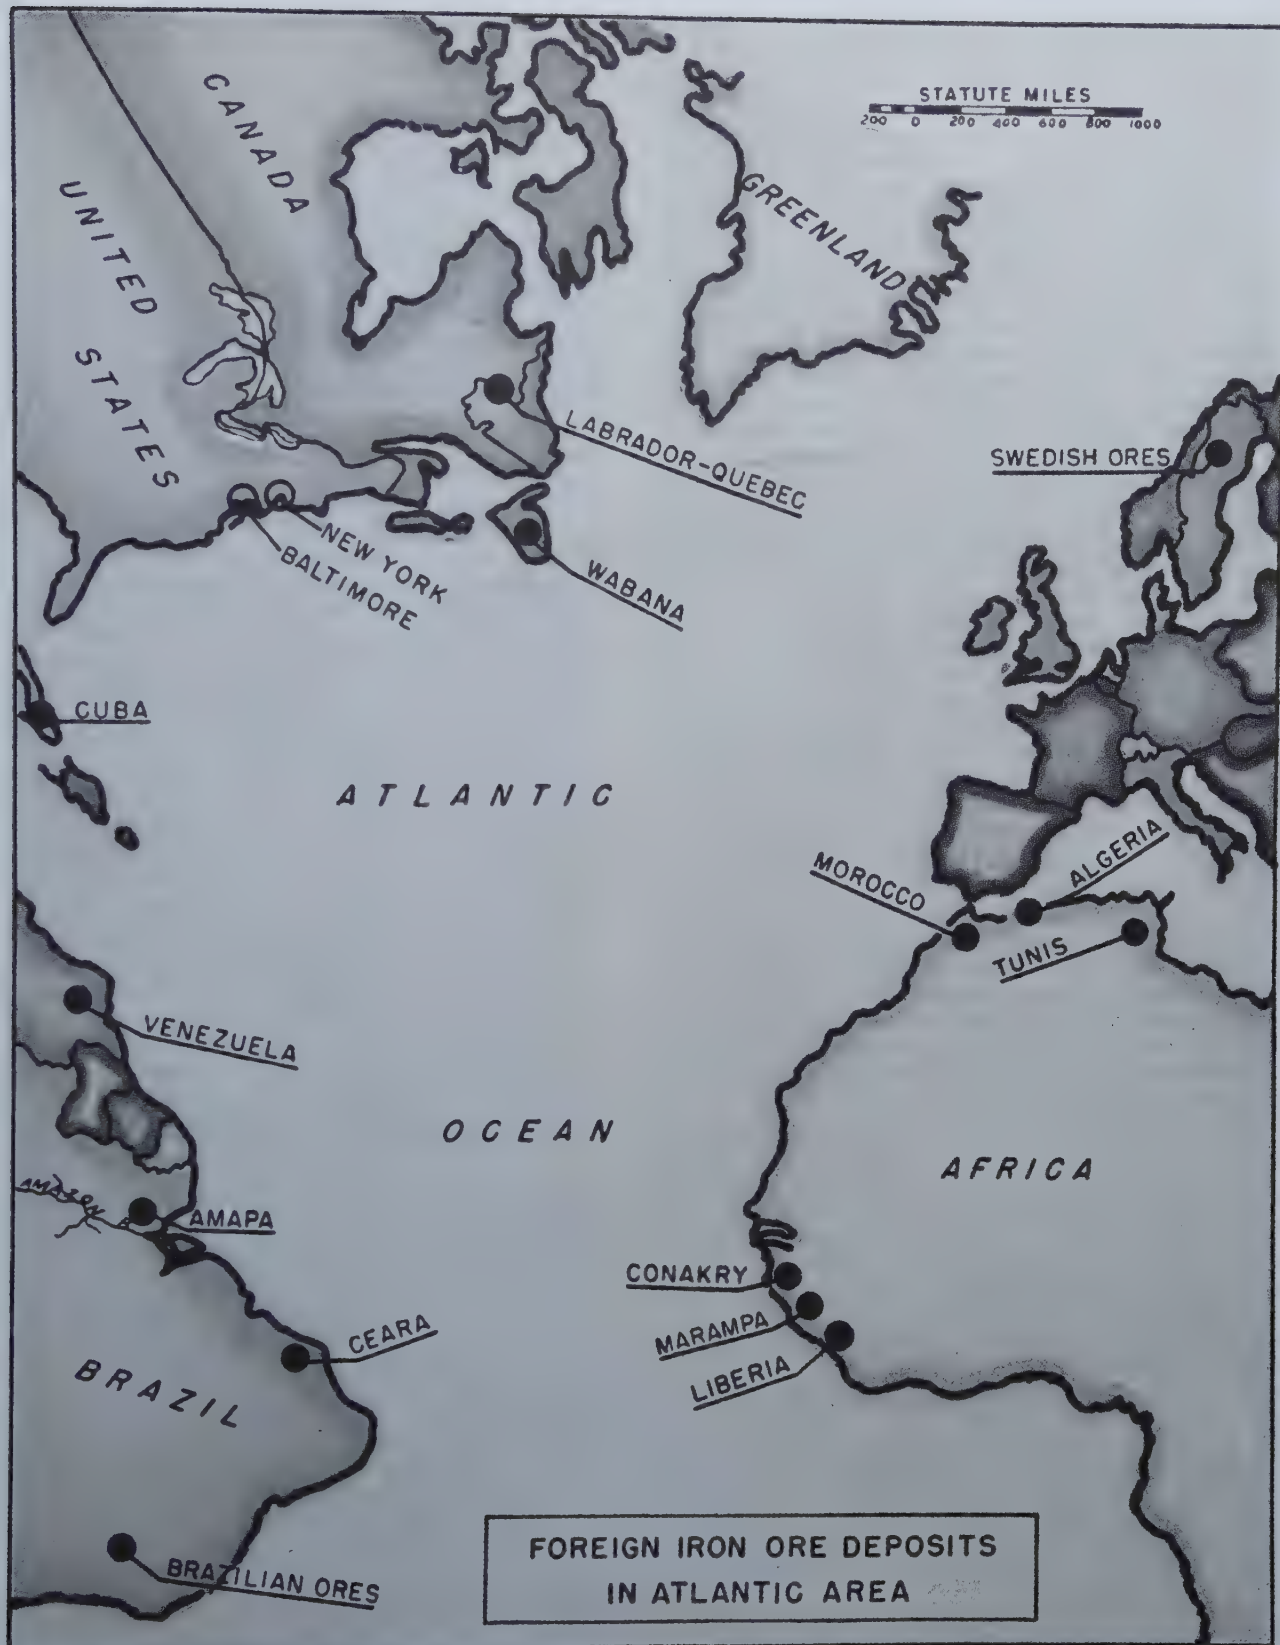 STATUTE MILES
200 0 200 400 600 800 1000
CANADA
UNITED
STATES
GREENLAND
LABRADOR-QUEBEC
SWEDISH ORES
NEW YORK
BALTIMORE
WABANA
CUBA
ATLANTIC
MOROCCO
ALGERIA
TUNIS
VENEZUELA
OCEAN
AFRICA
AMAZON R
AMAPA
CONAKRY
MARAMPA
LIBERIA
CEARA
BRAZIL
BRAZILIAN ORES
FOREIGN IRON ORE DEPOSITS
IN ATLANTIC AREA